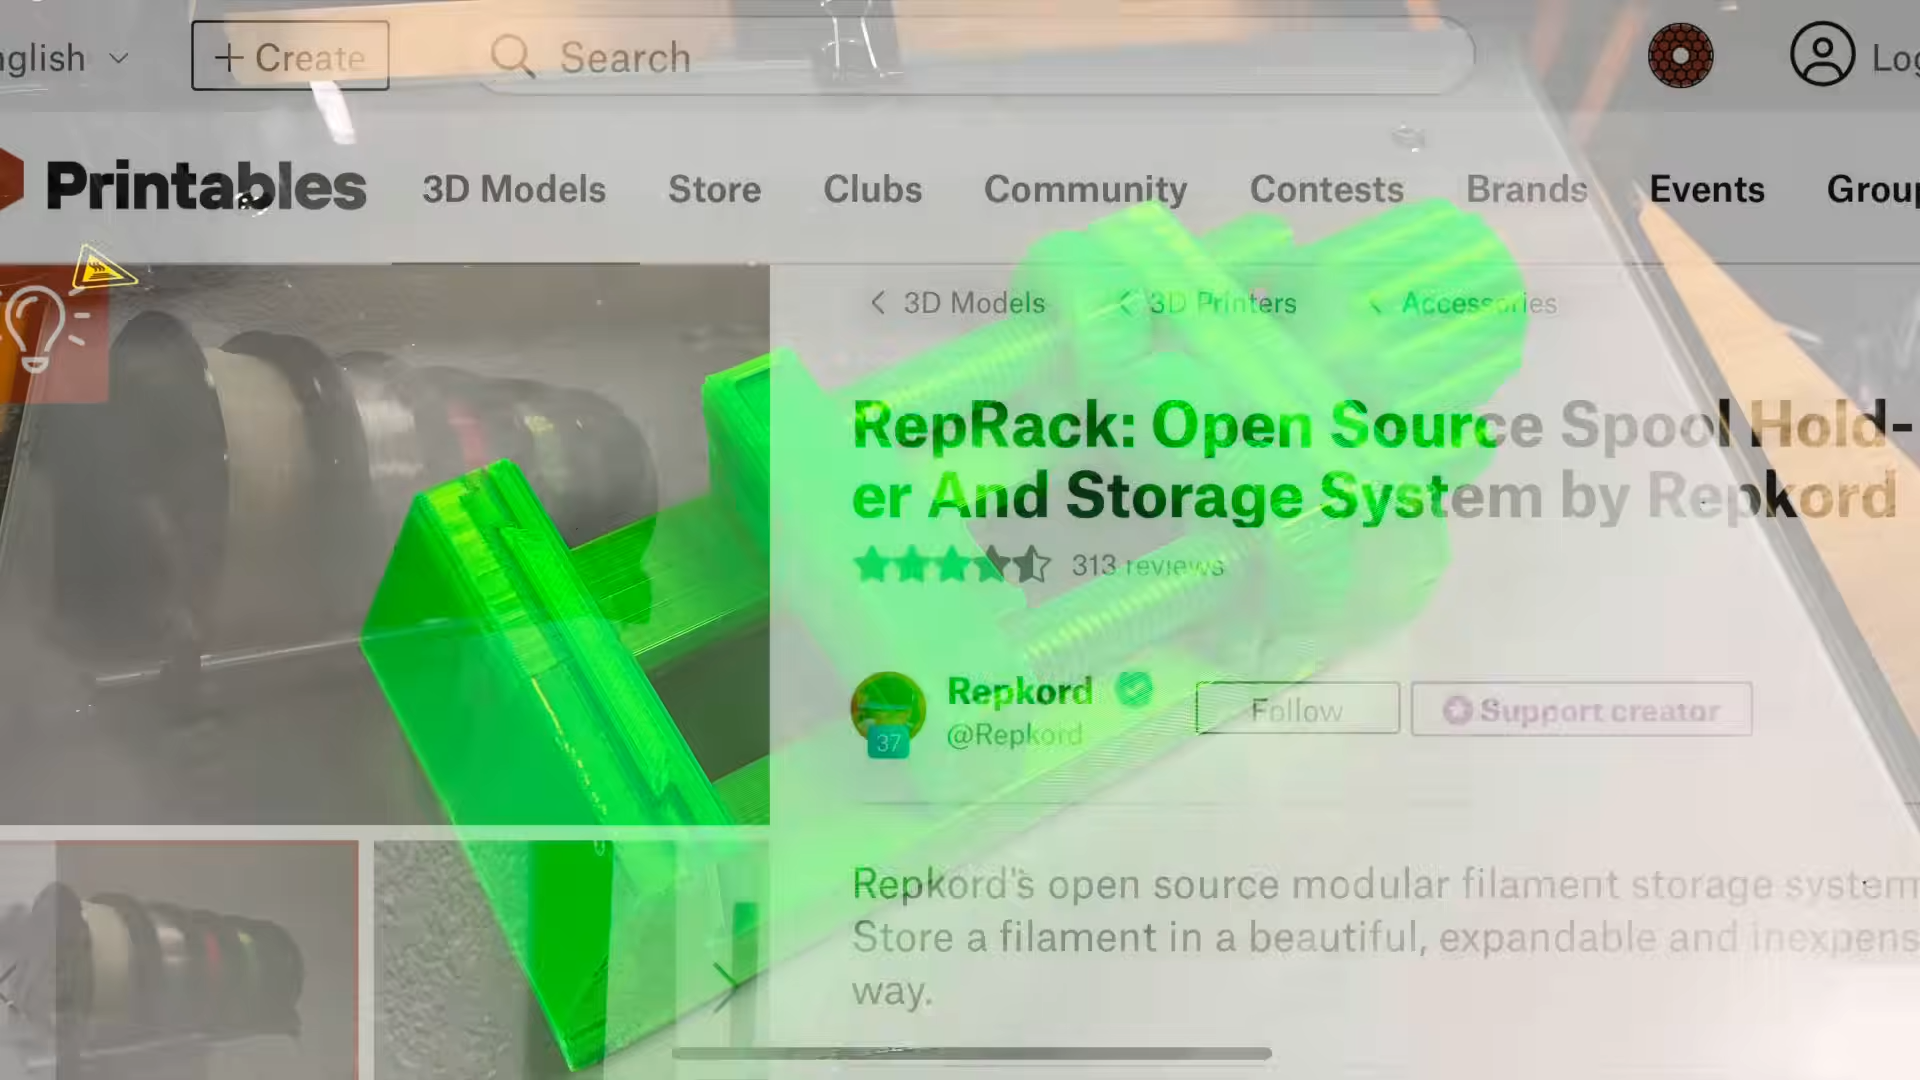 nglish
+ Create
Search
Log
Printables
3D Models
Store
Clubs
Community
Contests
Brands
Events
Group
3D Models
3D Printers
Accessories
RepRack: Open Source Spool Hold-
er And Storage System by Repkord
313 reviews
Repkord
@Repkord
37
Follow
Support creator
Repkord's open source modular filament storage system
Store a filament in a beautiful, expandable and inexpens
way.